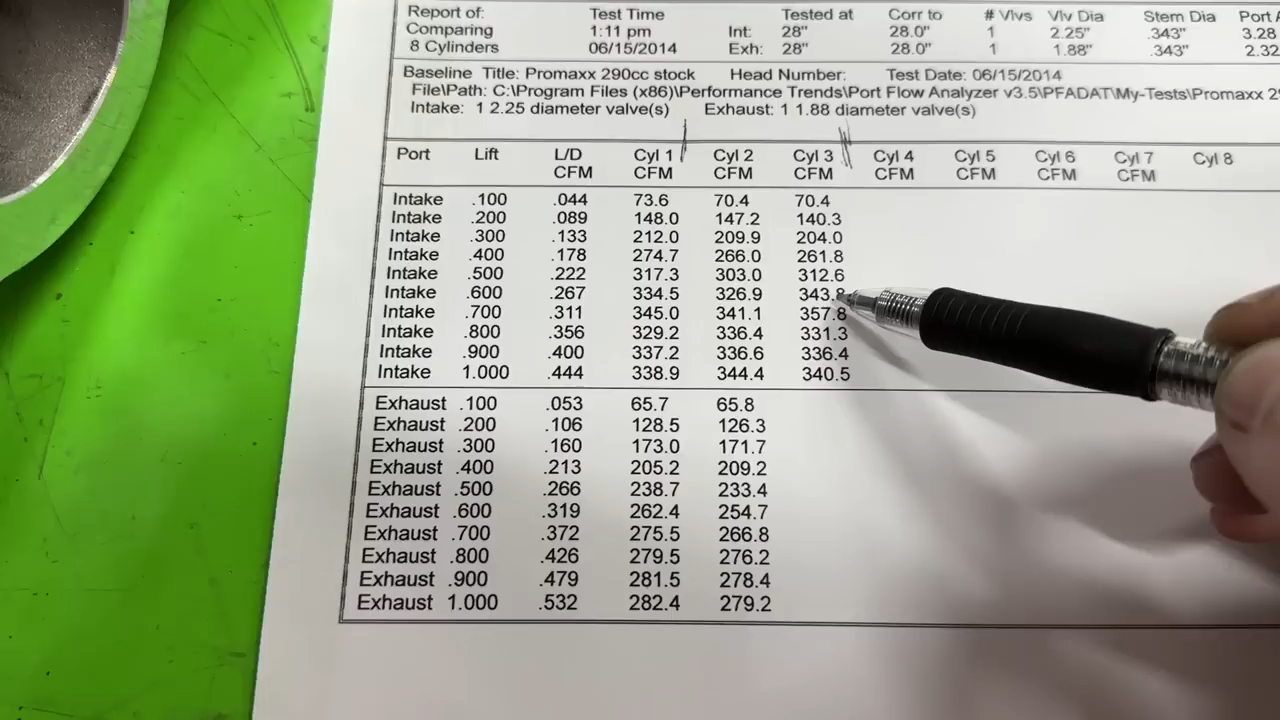 Report of: Test Time Tested at Corr to # Vlvs Vlv Dia Stem Dia Port
Comparing 1:11 pm Int: 28" 28.0" 1 2.25" .343" 3.28
8 Cylinders 06/15/2014 Exh: 28" 28.0" 1 1.88" .343" 2.32
Baseline Title: Promaxx 290cc stock Head Number: Test Date: 06/15/2014
File\Path: C:\Program Files (x86)\Performance Trends\Port Flow Analyzer v3.5\PFADAT\My-Tests\Promaxx
Intake: 1 2.25 diameter valve(s) Exhaust: 1 1.88 diameter valve(s)
Port Lift L/D Cyl 1 Cyl 2 Cyl 3 Cyl 4 Cyl 5 Cyl 6 Cyl 7 Cyl 8
CFM CFM CFM CFM CFM CFM CFM CFM
Intake .100 .044 73.6 70.4 70.4
Intake .200 .089 148.0 147.2 140.3
Intake .300 .133 212.0 209.9 204.0
Intake .400 .178 274.7 266.0 261.8
Intake .500 .222 317.3 303.0 312.6
Intake .600 .267 334.5 326.9 343.
Intake .700 .311 345.0 341.1 357.8
Intake .800 .356 329.2 336.4 331.3
Intake .900 .400 337.2 336.6 336.4
Intake 1.000 .444 338.9 344.4 340.5
Exhaust .100 .053 65.7 65.8
Exhaust .200 .106 128.5 126.3
Exhaust .300 .160 173.0 171.7
Exhaust .400 .213 205.2 209.2
Exhaust .500 .266 238.7 233.4
Exhaust .600 .319 262.4 254.7
Exhaust .700 .372 275.5 266.8
Exhaust .800 .426 279.5 276.2
Exhaust .900 .479 281.5 278.4
Exhaust 1.000 .532 282.4 279.2